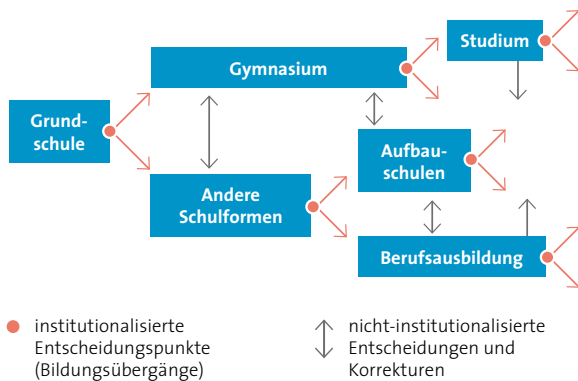 Studium
Gymnasium
Grund-
schule
Aufbau-
schulen
Andere
Schulformen
Berufsausbildung
institutionalisierte
Entscheidungspunkte
(Bildungsübergänge)
nicht-institutionalisierte
Entscheidungen und
Korrekturen